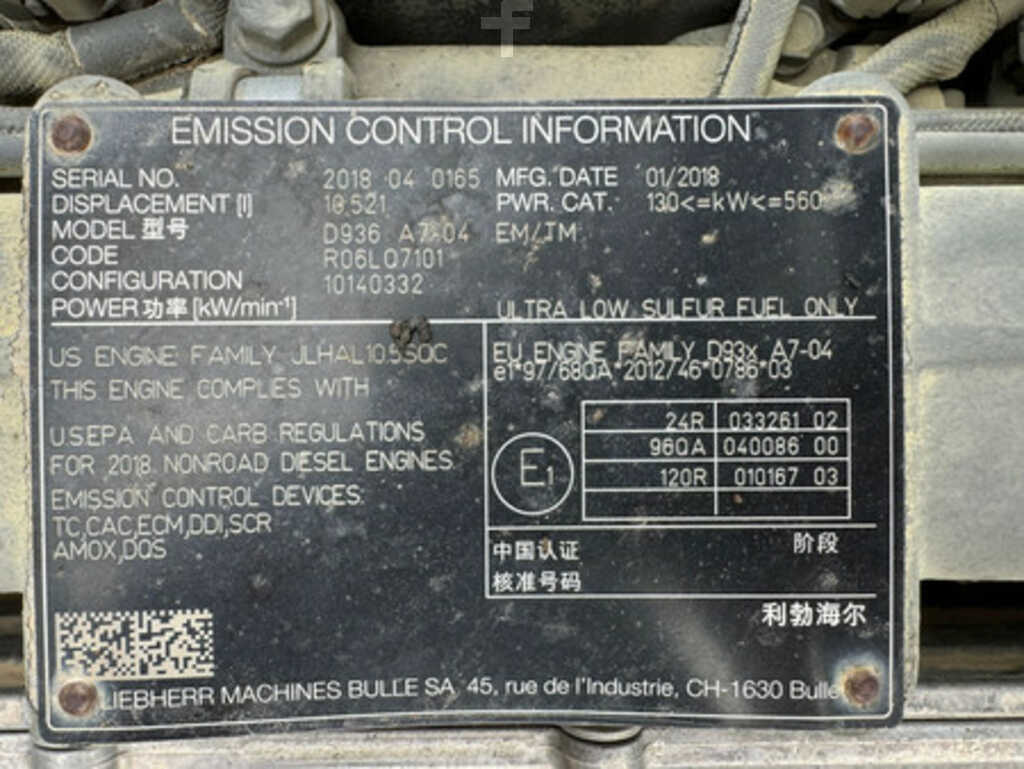 EMISSION CONTROL INFORMATION
SERIAL NO. 2018 04 0165 MFG. DATE 01/2018
DISPLACEMENT [l] 10.521 PWR. CAT. 130<=kW<=560
MODEL 型号 D936 A7-04 EM/TM
CODE R06LQ7101
CONFIGURATION 10140332
POWER 功率 [kW/min-1] ULTRA LOW SULFUR FUEL ONLY
US ENGINE FAMILY JLHAL10.5SQC
THIS ENGINE COMPLIES WITH
USEPA AND CARB REGULATIONS
FOR 2018 NONROAD DIESEL ENGINES
EMISSION CONTROL DEVICES:
TC,CAC,ECM,DDI,SCR
AMOX,DOS
EU ENGINE FAMILY D93x A7-04
e1*97/68QA*2012/46*0786*03
E1
24R 033261 02
96QA 040086 00
120R 010167 03
中国认证 阶段
核准号码
利勃海尔
LIEBHERR MACHINES BULLE SA 45, rue de l'Industrie, CH-1630 Bulle